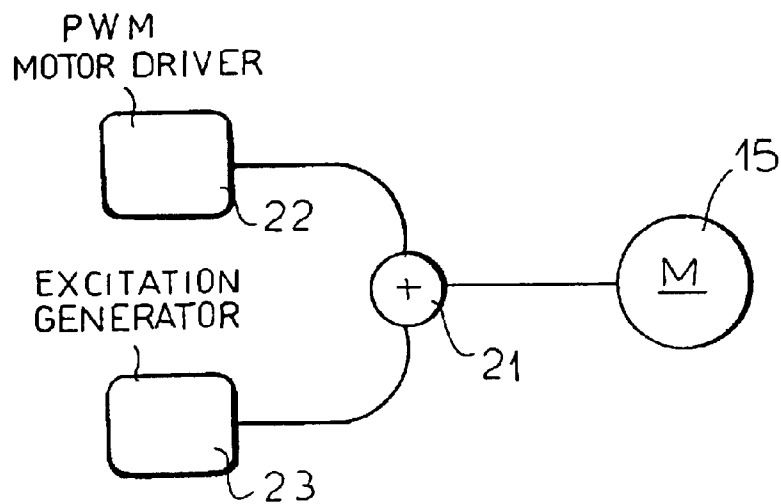 PWM
MOTOR DRIVER
22
15
M
+
21
EXCITATION
GENERATOR
23